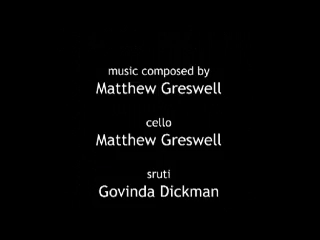 music composed by
Matthew Greswell
cello
Matthew Greswell
sruti
Govinda Dickman